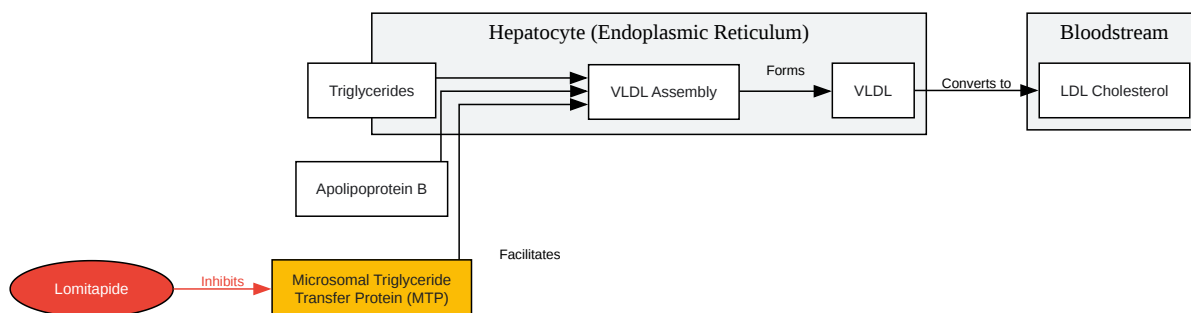 Hepatocyte (Endoplasmic Reticulum)
Bloodstream
Triglycerides
VLDL Assembly
Forms
VLDL
Converts to
LDL Cholesterol
Apolipoprotein B
Facilitates
Lomitapide
Inhibits
Microsomal Triglyceride
Transfer Protein (MTP)